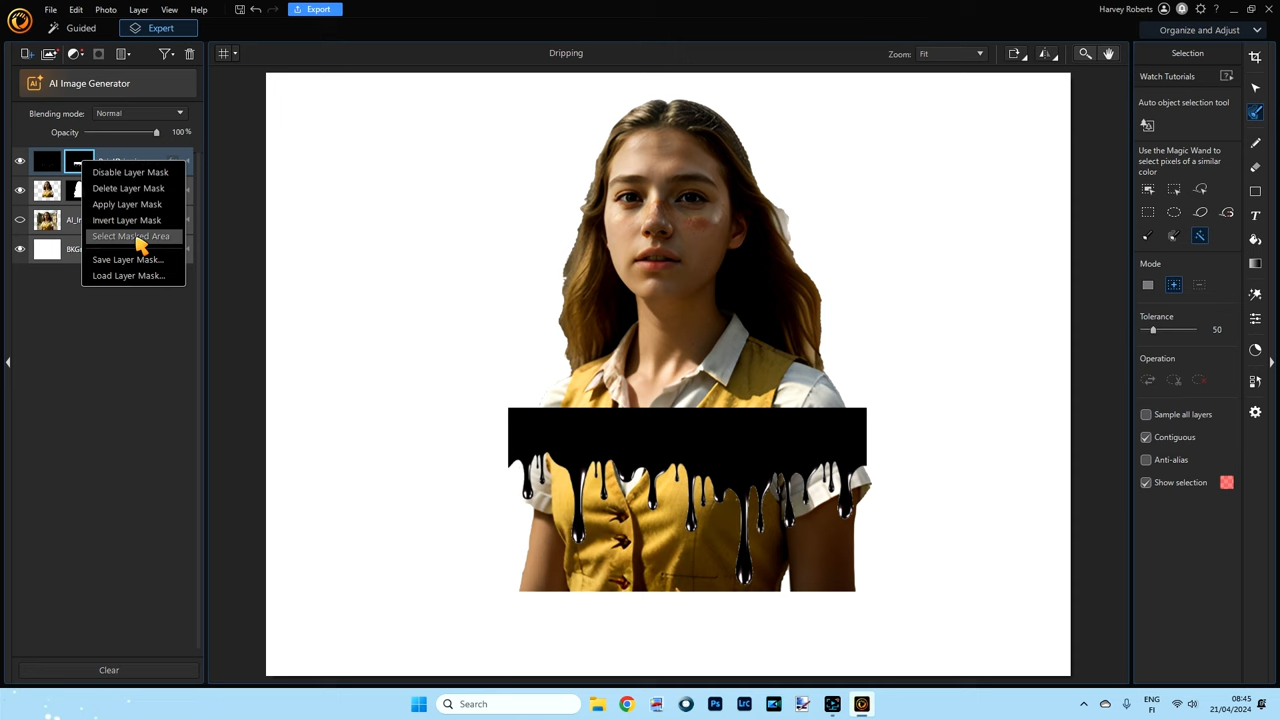 File Edit Photo Layer View Help
Export
Harvey Roberts
Guided
Expert
Organize and Adjust
Dripping
Zoom: Fit
AI Image Generator
Blending mode: Normal
Opacity 100%
Disable Layer Mask
Delete Layer Mask
Apply Layer Mask
Invert Layer Mask
Select Masked Area
Save Layer Mask...
Load Layer Mask...
Clear
Selection
Watch Tutorials
Auto object selection tool
Use the Magic Wand to
select pixels of a similar
color
Mode
Tolerance
50
Operation
Sample all layers
Contiguous
Anti-alias
Show selection
Search
Ps
LrC
ENG
FI
08:45
21/04/2024